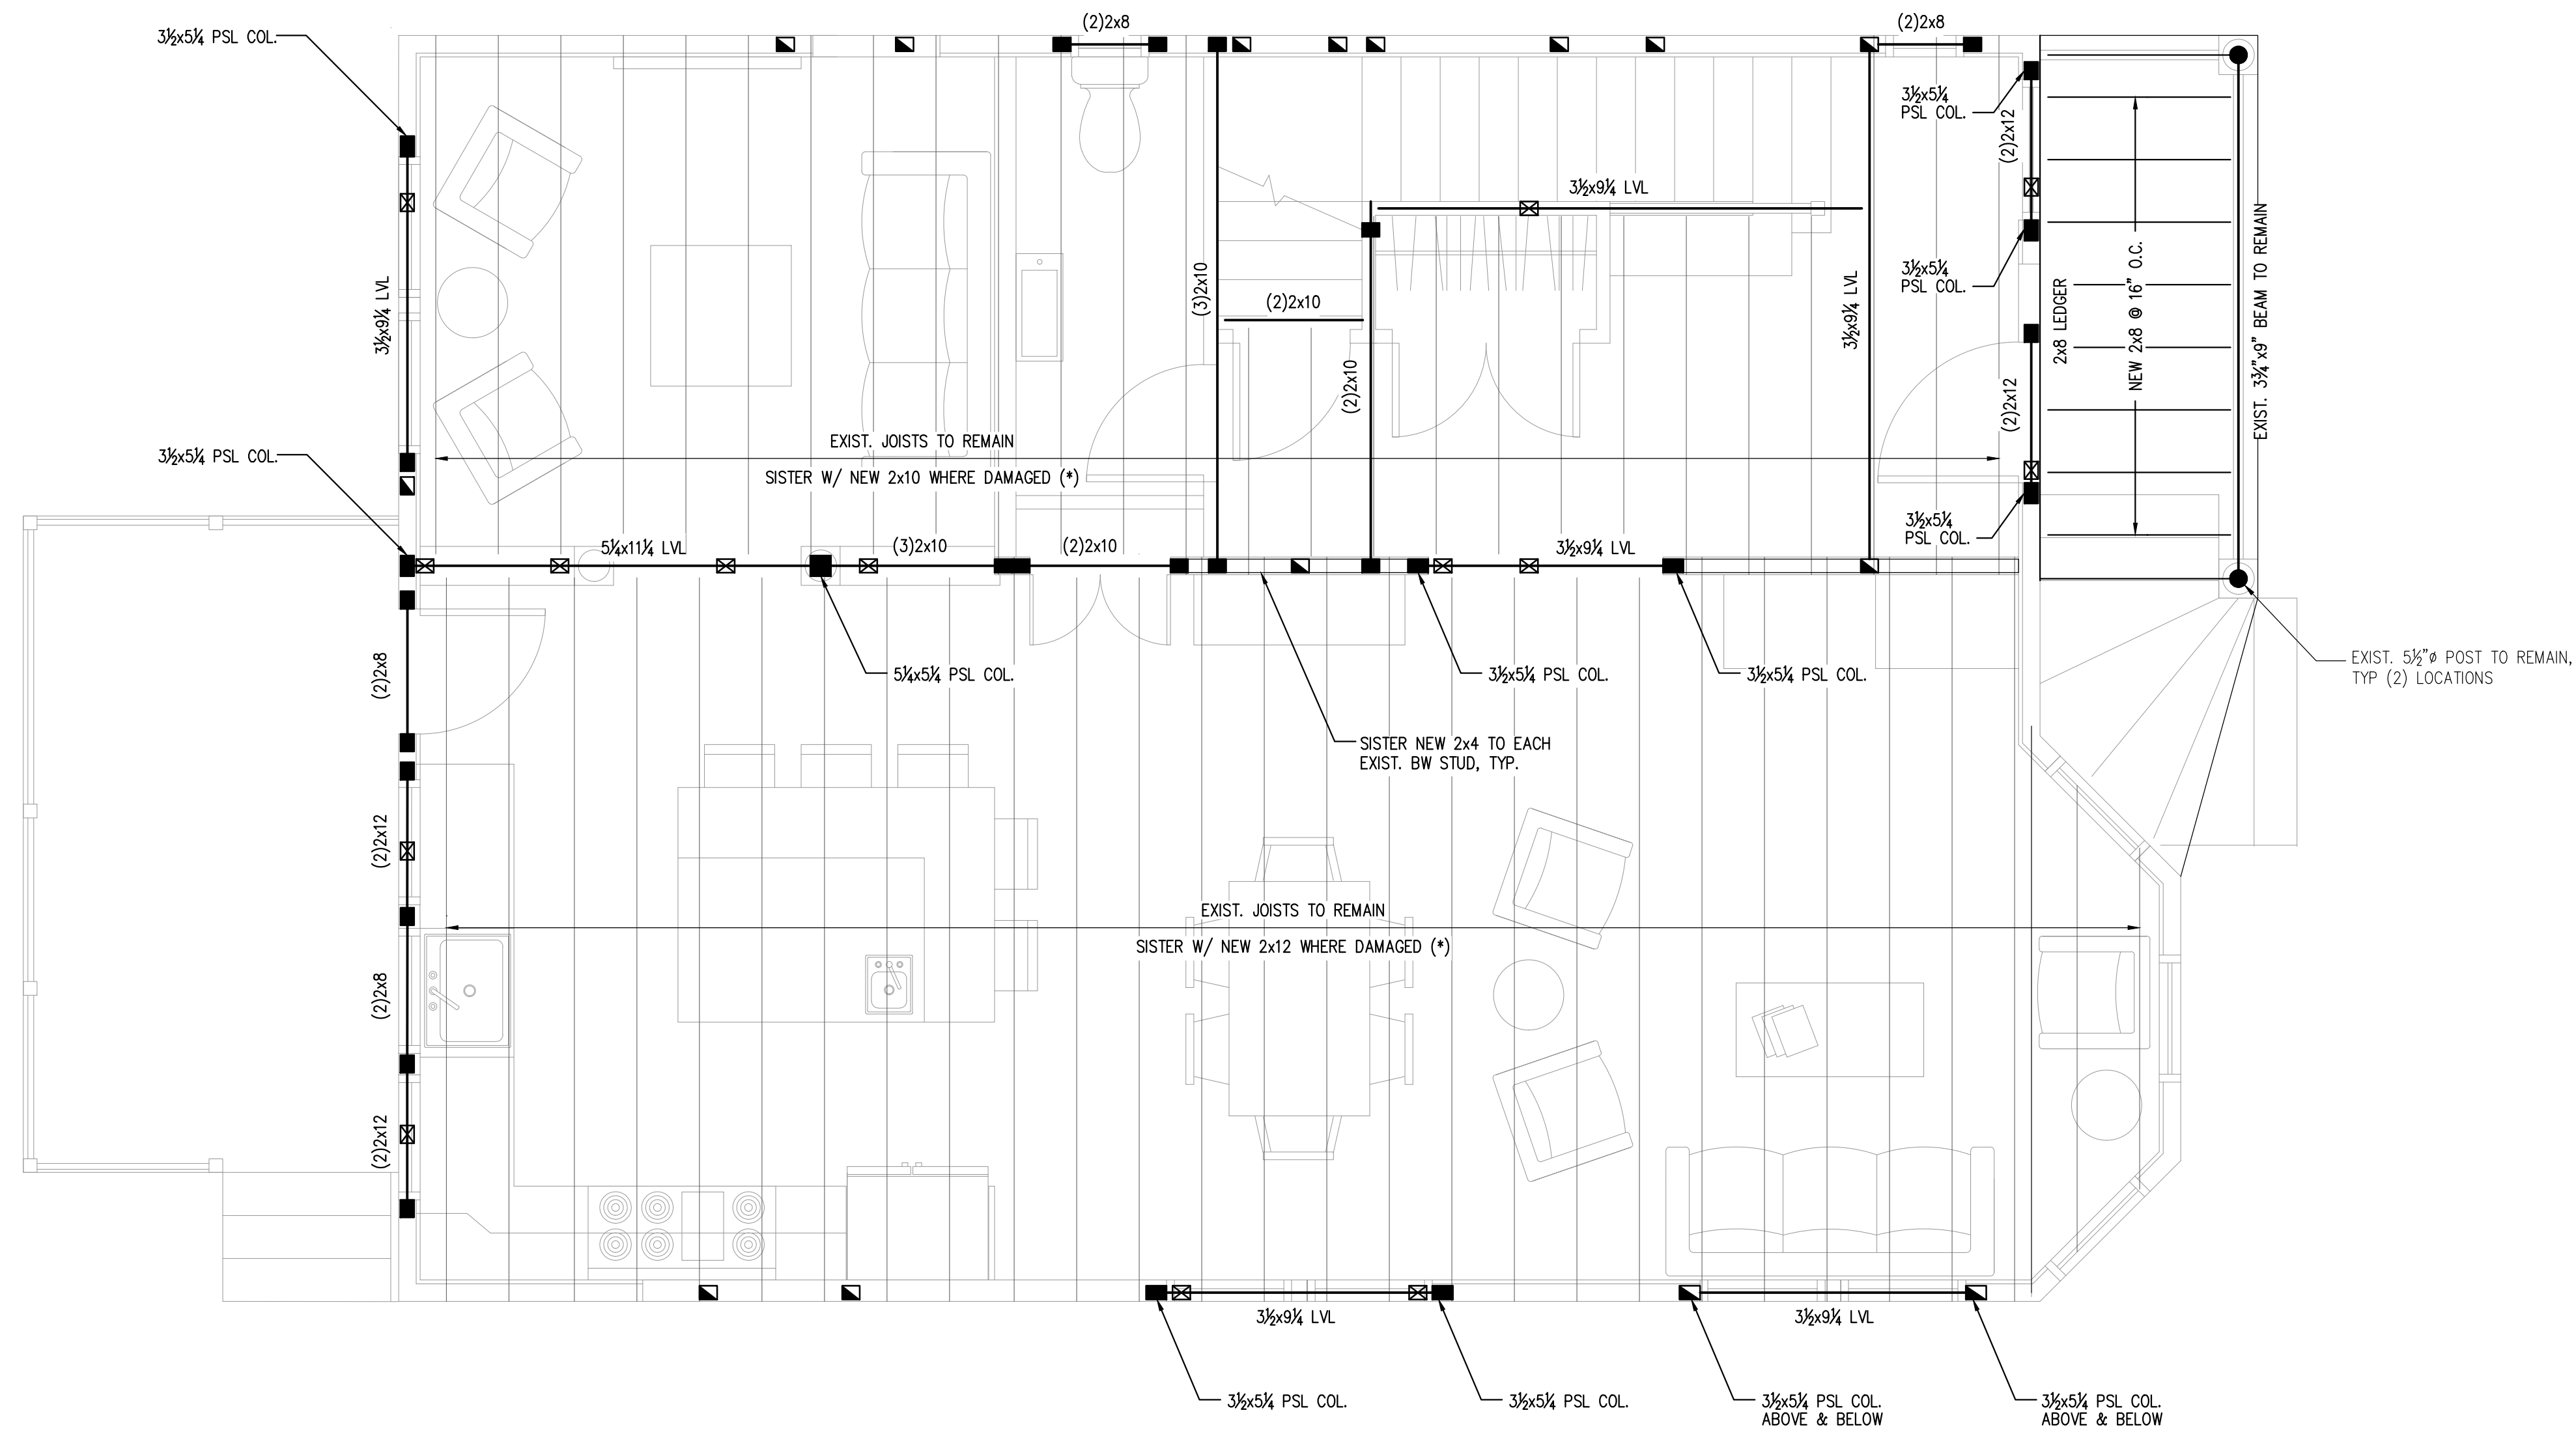 (2)2x8
(2)2x8
3½x5¼ PSL COL.
3½x5¼
PSL COL.
(2)2x12
3½x9¼ LVL
3½x9¼ LVL
(3)2x10
(2)2x10
3½x9¼ LVL
3½x5¼
PSL COL.
2x8 LEDGER
NEW 2x8 @ 16" O.C.
EXIST. 3¾"x9" BEAM TO REMAIN
(2)2x10
(2)2x12
EXIST. JOISTS TO REMAIN
SISTER W/ NEW 2x10 WHERE DAMAGED (*)
3½x5¼ PSL COL.
3½x5¼
PSL COL.
5¼x11¼ LVL
(3)2x10
(2)2x10
3½x9¼ LVL
(2)2x8
5¼x5¼ PSL COL.
3½x5¼ PSL COL.
3½x5¼ PSL COL.
EXIST. 5½"ø POST TO REMAIN,
TYP (2) LOCATIONS
SISTER NEW 2x4 TO EACH
EXIST. BW STUD, TYP.
(2)2x12
EXIST. JOISTS TO REMAIN
SISTER W/ NEW 2x12 WHERE DAMAGED (*)
(2)2x8
(2)2x12
3½x9¼ LVL
3½x9¼ LVL
3½x5¼ PSL COL.
3½x5¼ PSL COL.
3½x5¼ PSL COL.
ABOVE & BELOW
3½x5¼ PSL COL.
ABOVE & BELOW